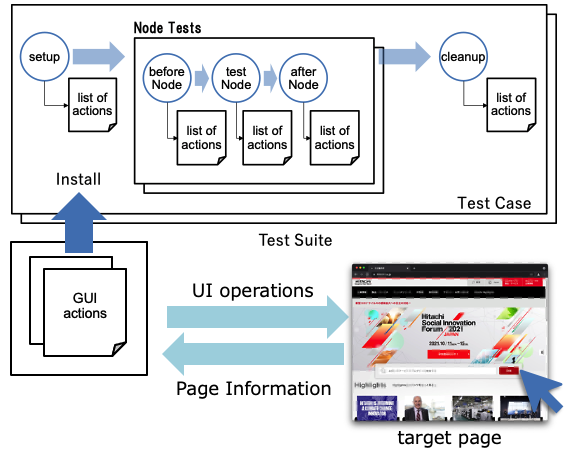 Node Tests
setup
before
Node
test
Node
after
Node
cleanup
list of
actions
list of
actions
list of
actions
list of
actions
list of
actions
Install
Test Case
Test Suite
GUI
actions
UI operations
Page Information
HITACHI
Hitachi
Social Innovation
Forum / 2021
JAPAN
2021.10
Highlights
target page